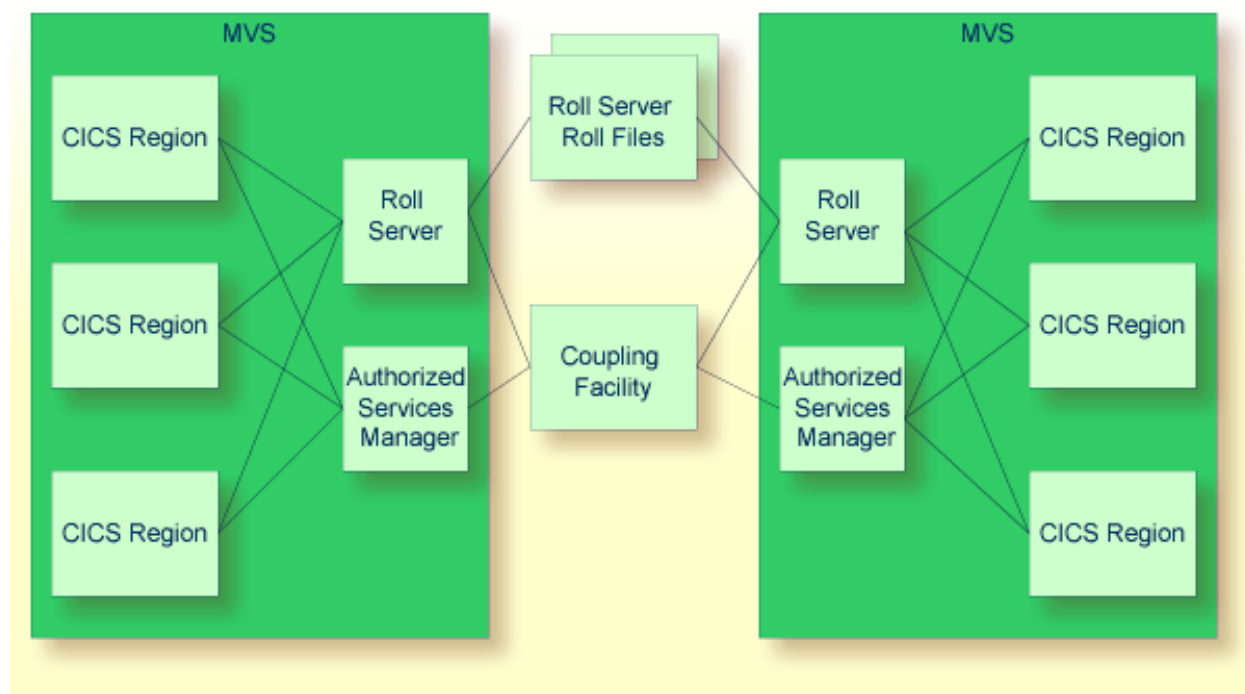 MVS
CICS Region
CICS Region
CICS Region
Roll
Server
Authorized
Services
Manager
Roll Server
Roll Files
Coupling
Facility
MVS
Roll
Server
Authorized
Services
Manager
CICS Region
CICS Region
CICS Region